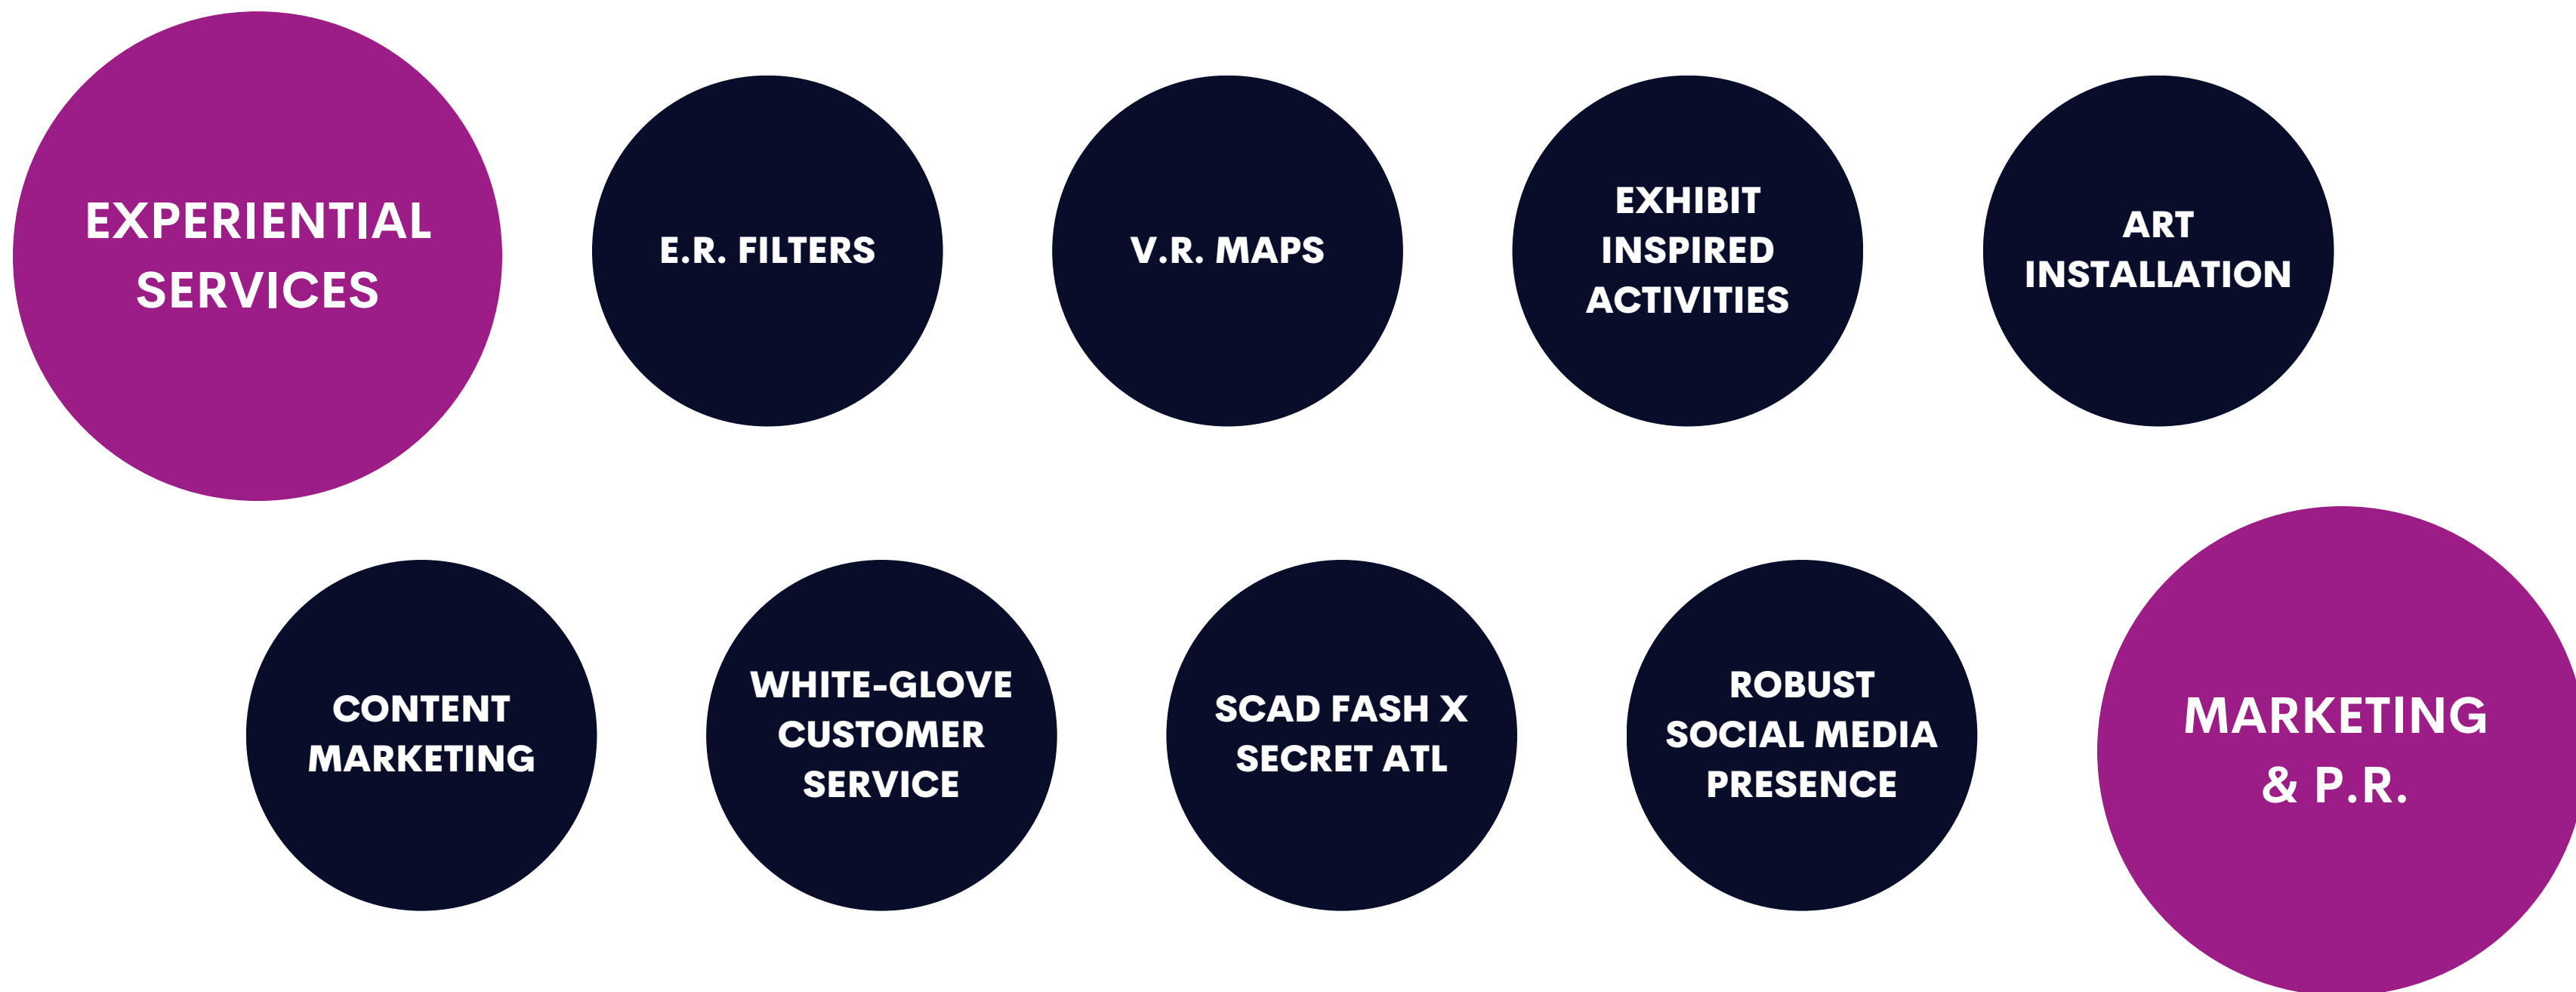 EXPERIENTIAL
SERVICES
E.R. FILTERS
V.R. MAPS
EXHIBIT
INSPIRED
ACTIVITIES
ART
INSTALLATION
CONTENT
MARKETING
WHITE-GLOVE
CUSTOMER
SERVICE
SCAD FASH X
SECRET ATL
ROBUST
SOCIAL MEDIA
PRESENCE
MARKETING
& P.R.